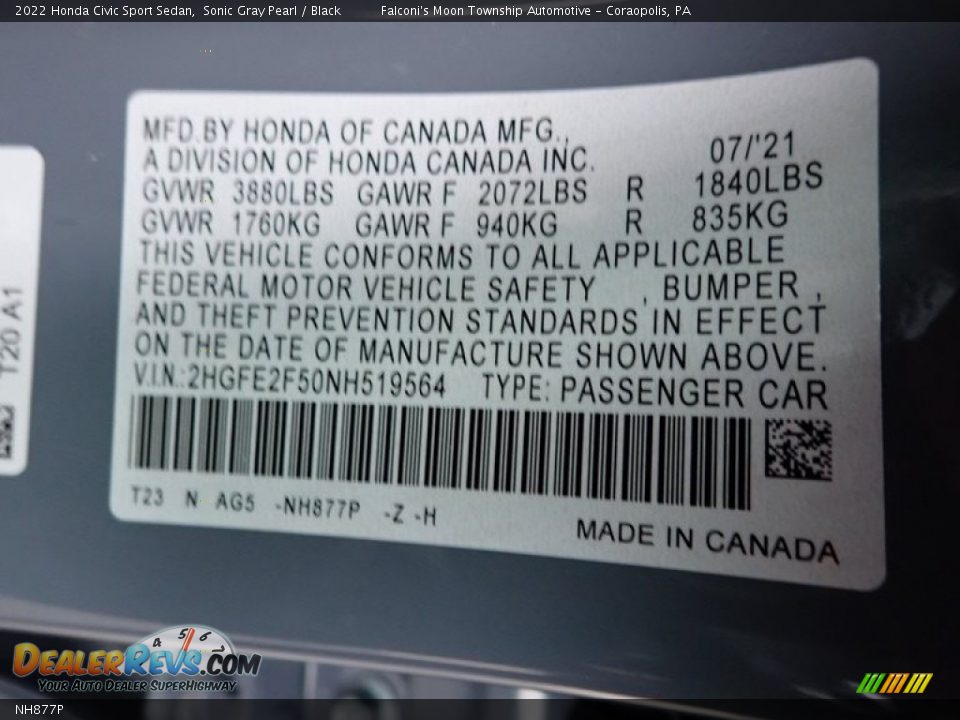 2022 Honda Civic Sport Sedan, Sonic Gray Pearl / Black Falconi's Moon Township Automotive - Coraopolis, PA
MFD.BY HONDA OF CANADA MFG.,
A DIVISION OF HONDA CANADA INC. 07/'21
GVWR 3880LBS GAWR F 2072LBS R 1840LBS
GVWR 1760KG GAWR F 940KG R 835KG
THIS VEHICLE CONFORMS TO ALL APPLICABLE
FEDERAL MOTOR VEHICLE SAFETY , BUMPER ,
AND THEFT PREVENTION STANDARDS IN EFFECT
ON THE DATE OF MANUFACTURE SHOWN ABOVE.
V.I.N.:2HGFE2F50NH519564 TYPE: PASSENGER CAR
T23 N AG5 -NH877P -Z -H
MADE IN CANADA
T20 A1
4 5 6
DEALERREVS.COM
YOUR AUTO DEALER SUPERHIGHWAY
NH877P